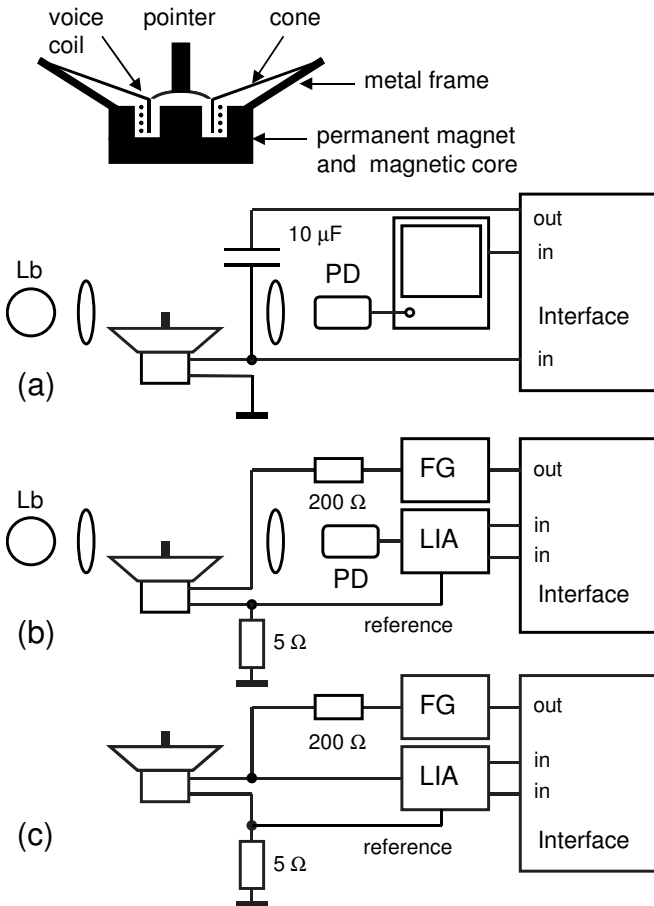 voice
coil
pointer
cone
metal frame
permanent magnet
and magnetic core
out
10 μF
in
Lb
PD
Interface
in
(a)
FG
out
Lb
200 Ω
in
LIA
in
PD
Interface
(b)
reference
5 Ω
FG
out
200 Ω
in
LIA
in
(c)
reference
Interface
5 Ω